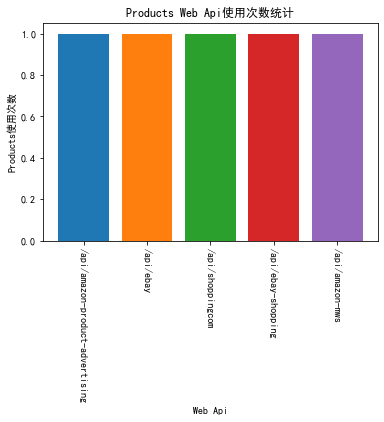 Products Web Api使用次数统计
Products使用次数
1.0
0.8
0.6
0.4
0.2
0.0
/api/amazon-product-advertising
/api/ebay
/api/shoppingcom
/api/ebay-shopping
/api/amazon-mws
Web Api